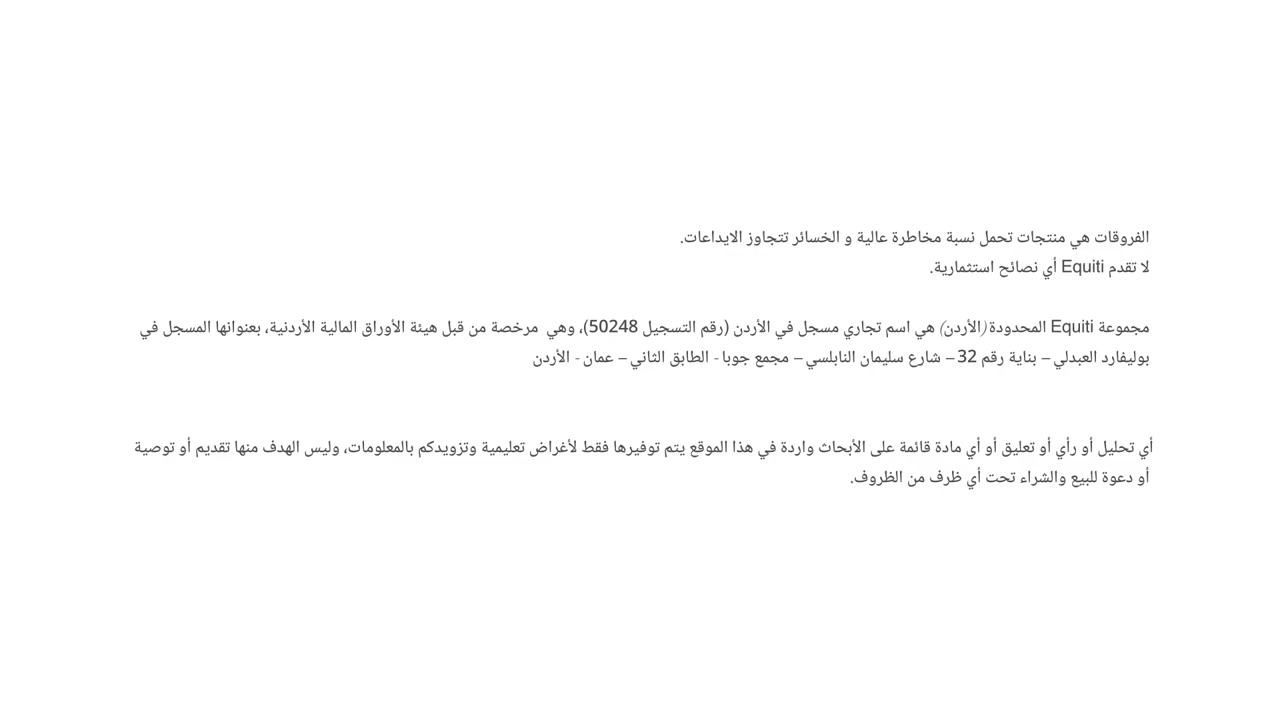 الفروقات هي منتجات تحمل نسبة مخاطرة عالية و الخسائر تتجاوز الايداعات.
لا تقدم Equiti أي نصائح استثمارية.
مجموعة Equiti المحدودة (الأردن) هي اسم تجاري مسجل في الأردن (رقم التسجيل 50248)، وهي مرخصة من قبل هيئة الأوراق المالية الأردنية، بعنوانها المسجل في
بوليفارد العبدلي – بناية رقم 32 – شارع سليمان النابلسي – مجمع جوبا - الطابق الثاني – عمان - الأردن
أي تحليل أو رأي أو تعليق أو أي مادة قائمة على الأبحاث واردة في هذا الموقع يتم توفيرها فقط لأغراض تعليمية وتزويدكم بالمعلومات، وليس الهدف منها تقديم أو توصية
أو دعوة للبيع والشراء تحت أي ظرف من الظروف.